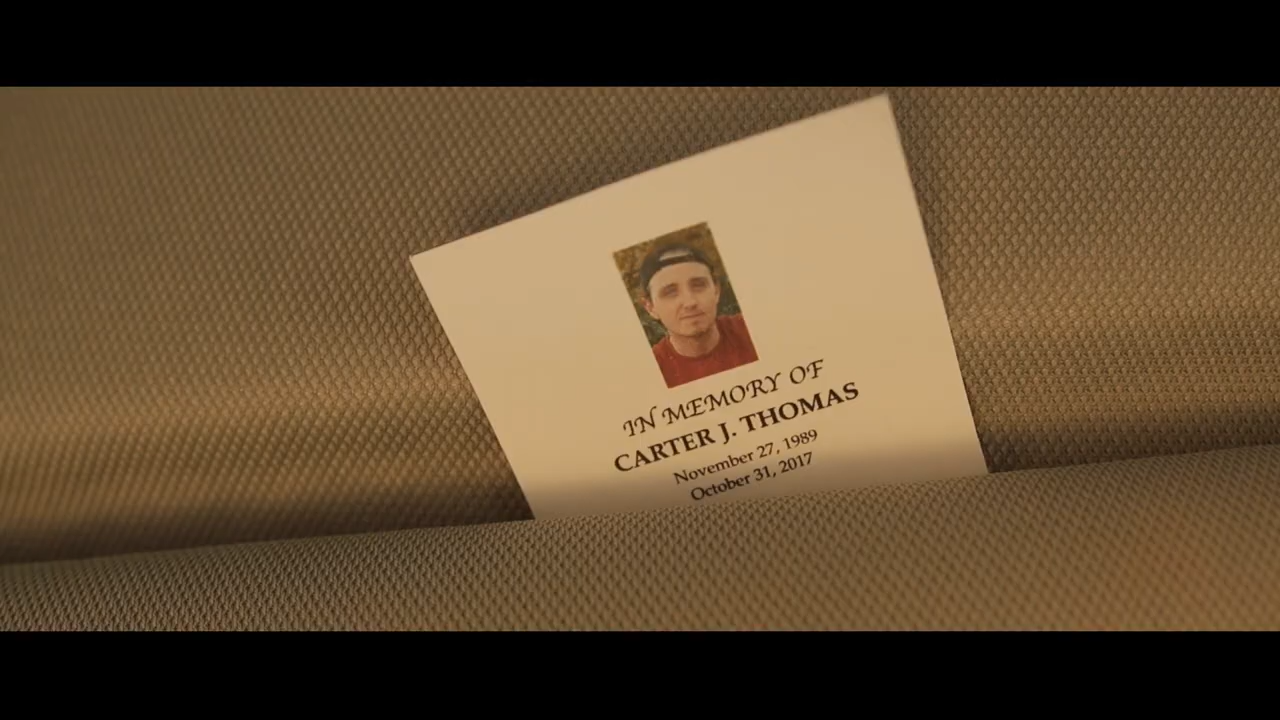 IN MEMORY OF
CARTER J. THOMAS
November 27, 1989
October 31, 2017